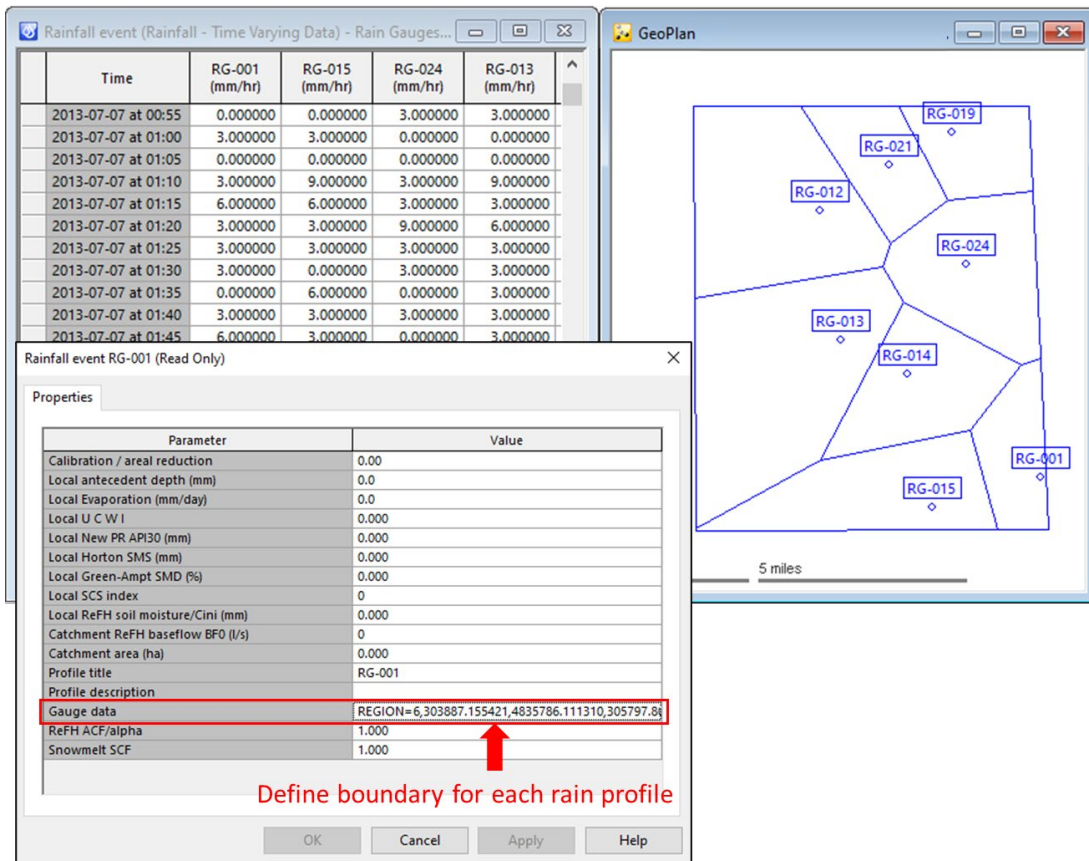 Rainfall event (Rainfall - Time Varying Data) - Rain Gauges...
Time RG-001 (mm/hr) RG-015 (mm/hr) RG-024 (mm/hr) RG-013 (mm/hr)
2013-07-07 at 00:55 0.000000 0.000000 3.000000 3.000000
2013-07-07 at 01:00 3.000000 3.000000 0.000000 0.000000
2013-07-07 at 01:05 0.000000 0.000000 0.000000 0.000000
2013-07-07 at 01:10 3.000000 9.000000 3.000000 9.000000
2013-07-07 at 01:15 6.000000 6.000000 3.000000 3.000000
2013-07-07 at 01:20 3.000000 3.000000 9.000000 6.000000
2013-07-07 at 01:25 3.000000 3.000000 3.000000 3.000000
2013-07-07 at 01:30 3.000000 0.000000 3.000000 3.000000
2013-07-07 at 01:35 0.000000 6.000000 0.000000 3.000000
2013-07-07 at 01:40 3.000000 3.000000 3.000000 3.000000
2013-07-07 at 01:45 6.000000 3.000000 0.000000 3.000000
GeoPlan
RG-019
RG-021
RG-012
RG-024
RG-013
RG-014
RG-001
RG-015
5 miles
Rainfall event RG-001 (Read Only)
Properties
Parameter Value
Calibration / areal reduction 0.00
Local antecedent depth (mm) 0.0
Local Evaporation (mm/day) 0.0
Local U C W I 0.000
Local New PR API30 (mm) 0.000
Local Horton SMS (mm) 0.000
Local Green-Ampt SMD (%) 0.000
Local SCS index 0
Local ReFH soil moisture/Cini (mm) 0.000
Catchment ReFH baseflow BF0 (l/s) 0
Catchment area (ha) 0.000
Profile title RG-001
Profile description
Gauge data REGION=6,303887.155421,4835786.111310,305797.8
ReFH ACF/alpha 1.000
Snowmelt SCF 1.000
Define boundary for each rain profile
OK Cancel Apply Help